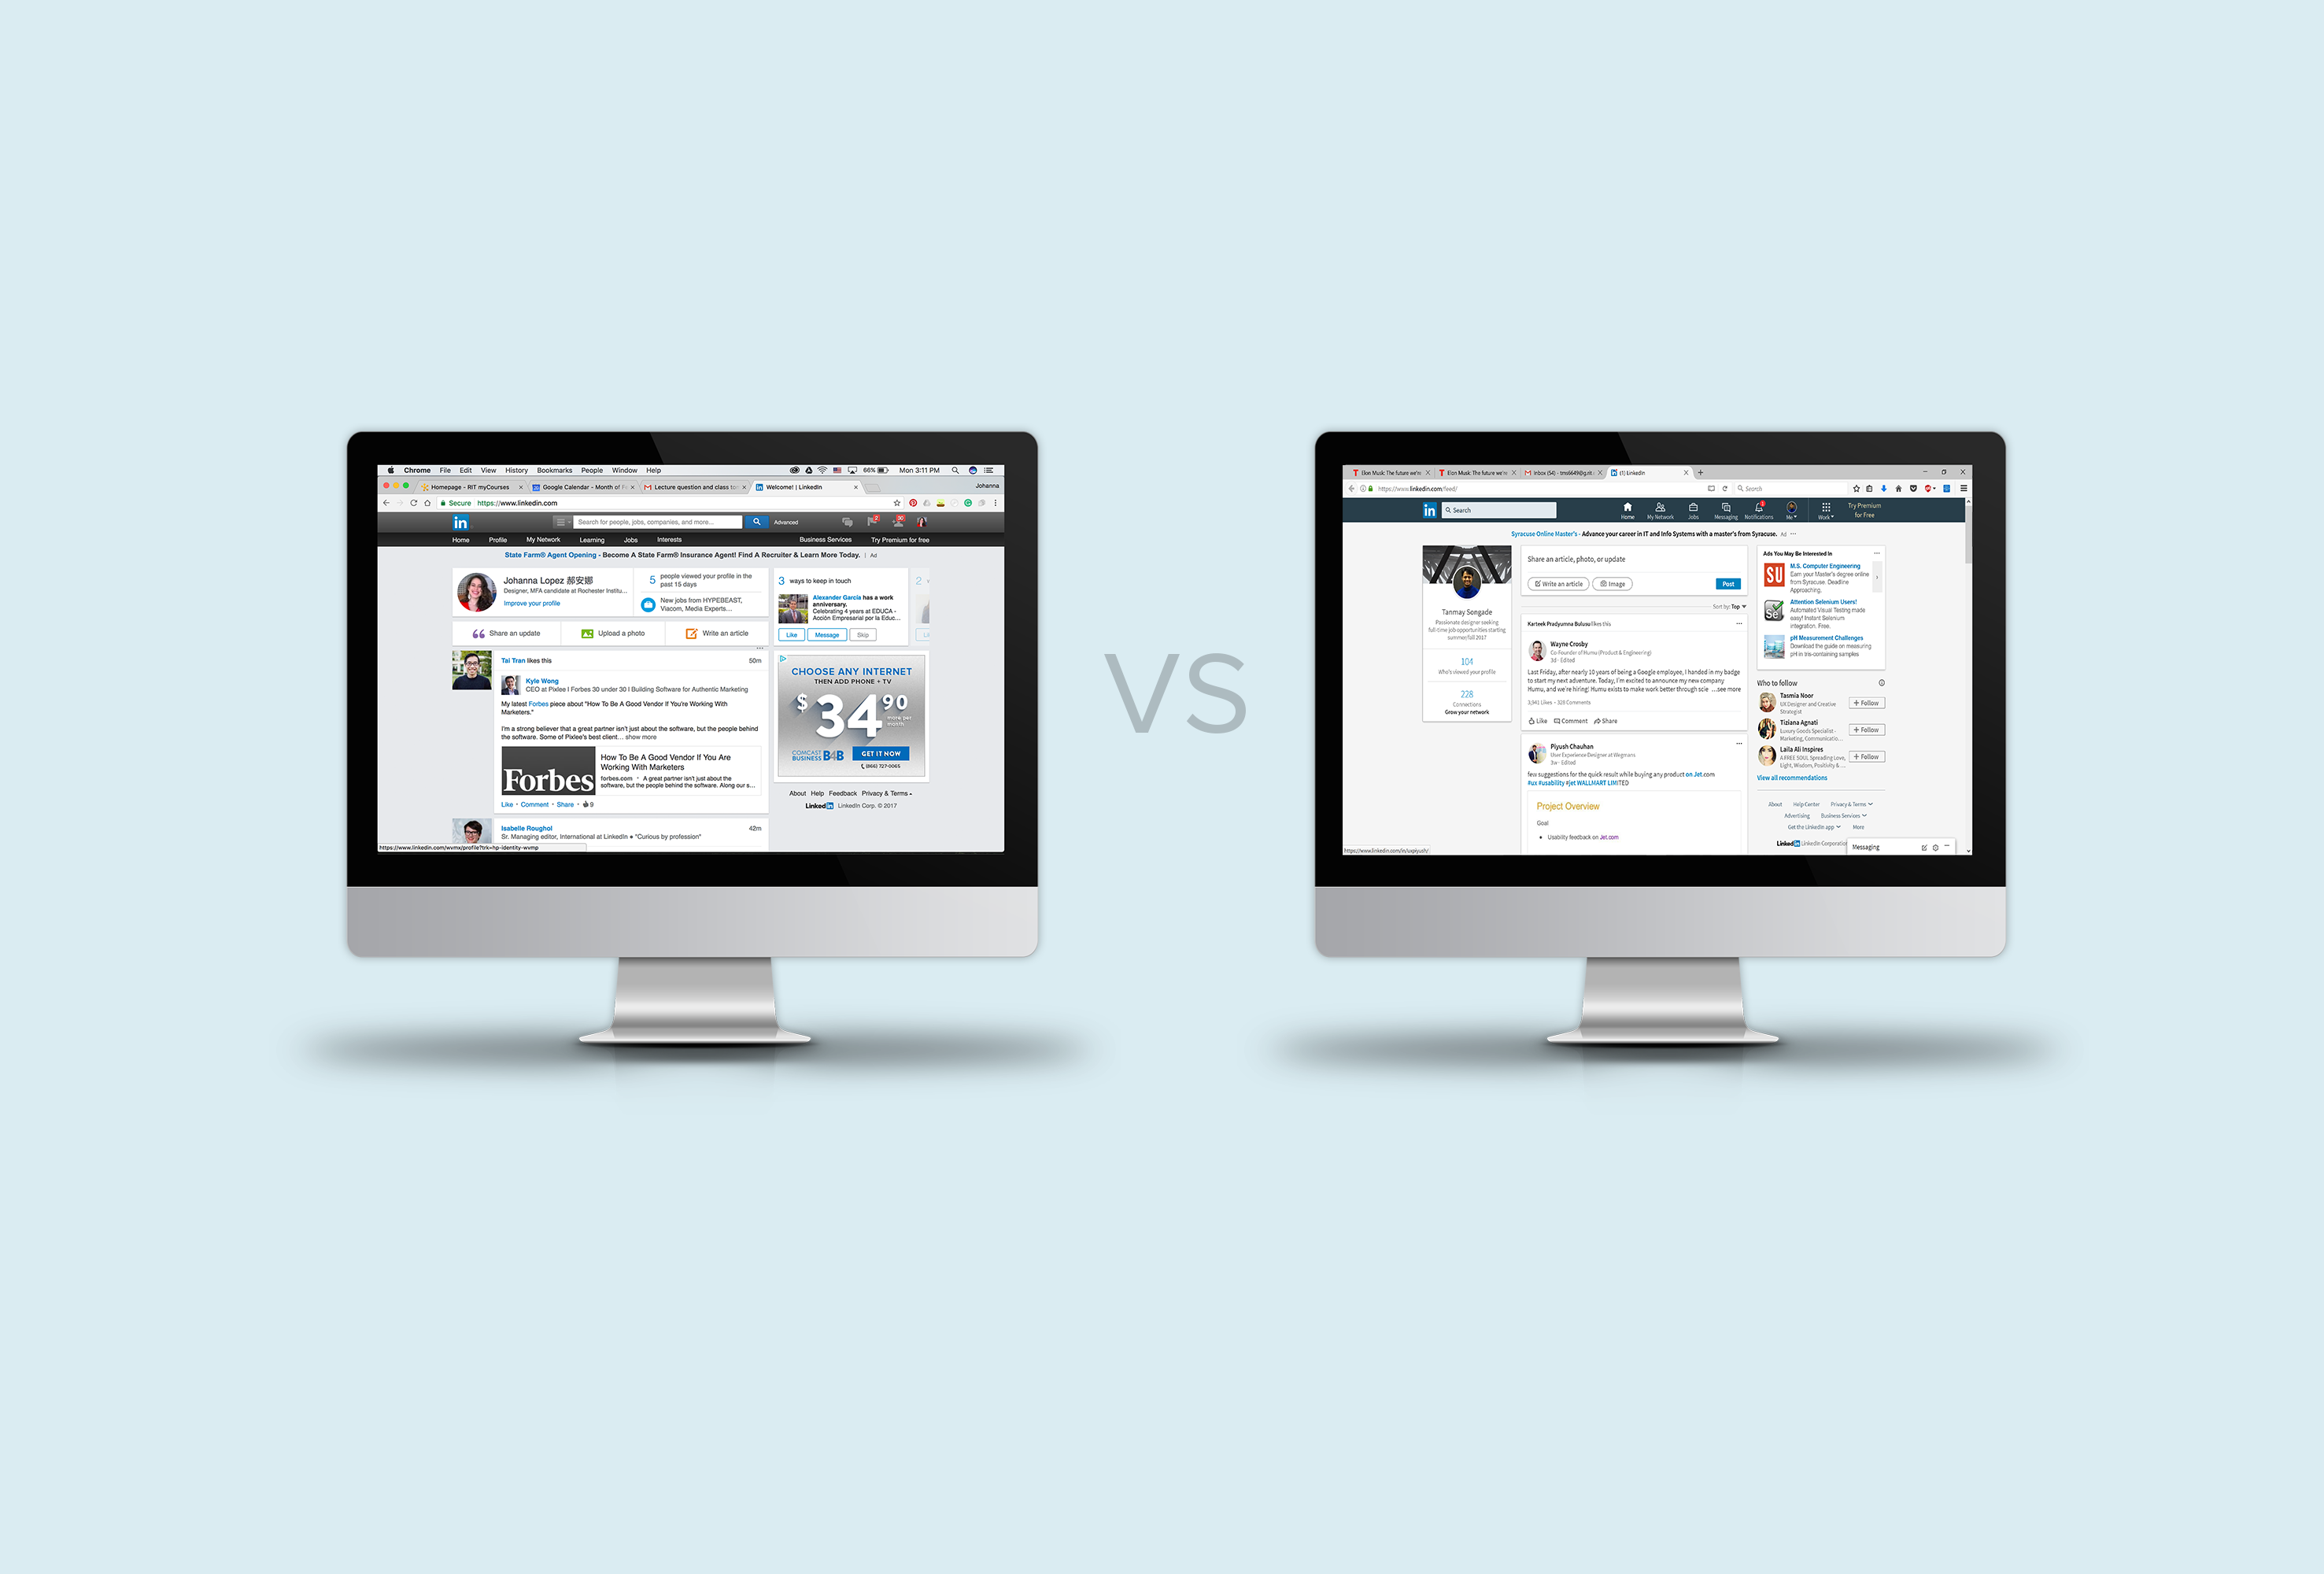 Chrome File Edit View History Bookmarks People Window Help 66% Mon 3:11 PM
Homepage - RIT myCourses
Google Calendar - Month of Fe
Lecture question and class to
Welcome! | LinkedIn
Johanna
Secure https://www.linkedin.com
in
Search for people, jobs, companies, and more...
Advanced
2
30
Home Profile My Network Learning Jobs Interests Business Services Try Premium for free
State Farm® Agent Opening - Become A State Farm® Insurance Agent! Find A Recruiter & Learn More Today. | Ad
Johanna Lopez 郝安娜
Designer, MFA candidate at Rochester Institu...
Improve your profile
5 people viewed your profile in the
past 15 days
New jobs from HYPEBEAST,
Viacom, Media Experts...
Share an update
Upload a photo
Write an article
3 ways to keep in touch
2
Alexander Garcia has a work
anniversary.
Celebrating 4 years at EDUCA -
Acción Empresarial por la Educ...
Like Message Skip
Tai Tran likes this 50m
Kyle Wong
CEO at Pixlee I Forbes 30 under 30 I Building Software for Authentic Marketing
My latest Forbes piece about "How To Be A Good Vendor If You're Working With
Marketers."
I'm a strong believer that a great partner isn't just about the software, but the people behind
the software. Some of Pixlee's best client... show more
Forbes
How To Be A Good Vendor If You Are
Working With Marketers
forbes.com • A great partner isn't just about the
software, but the people behind the software. Along our s...
Like • Comment • Share • 9
Isabelle Roughol 42m
Sr. Managing editor, International at LinkedIn ● "Curious by profession"
https://www.linkedin.com/wvmx/profile?trk=hp-identity-wvmp
CHOOSE ANY INTERNET
THEN ADD PHONE + TV
$34.90
more per
month
COMCAST
BUSINESS B4B
GET IT NOW
(866) 727-0065
About Help Feedback Privacy & Terms
LinkedIn LinkedIn Corp. © 2017
VS
Elon Musk: The future we'r
Elon Musk: The future we'r
Inbox (54) - tms6649@g.rit.
(1) LinkedIn
https://www.linkedin.com/feed/
Search
in
Search
Home
My Network
Jobs
Messaging
Notifications
Me
Work
Try Premium
for Free
Syracuse Online Master's - Advance your career in IT and Info Systems with a master's from Syracuse. Ad ...
Tanmay Songade
Passionate designer seeking
full-time job opportunities starting
summer/fall 2017
104
Who's viewed your profile
228
Connections
Grow your network
Share an article, photo, or update
Write an article
Image
Post
Sort by: Top
Karteek Pradyumna Bulusu likes this
Wayne Crosby
Co-Founder of Humu (Product & Engineering)
3d · Edited
Last Friday, after nearly 10 years of being a Google employee, I handed in my badge
to start my next adventure. Today, I'm excited to announce my new company
Humu, and we're hiring! Humu exists to make work better through scie ...see more
3,941 Likes · 328 Comments
Like Comment Share
Piyush Chauhan
User Experience Designer at Wegmans
3w · Edited
few suggestions for the quick result while buying any product on Jet.com
#ux #usability #jet WALLMART LIMITED
Project Overview
Goal
Usability feedback on Jet.com
https://www.linkedin.com/in/uxpiyush/
Ads You May Be Interested In
SU
M.S. Computer Engineering
Earn your Master's degree online
from Syracuse. Deadline
Approaching.
Se
Attention Selenium Users!
Automated Visual Testing made
easy! Instant Selenium
integration. Free.
pH Measurement Challenges
Download the guide on measuring
pH in tris-containing samples
Who to follow
Tasmia Noor
UX Designer and Creative
Strategist
+ Follow
Tiziana Agnati
Luxury Goods Specialist -
Marketing, Communicatio...
+ Follow
Laila Ali Inspires
A FREE SOUL Spreading Love,
Light, Wisdom, Positivity & ...
+ Follow
View all recommendations
About Help Center Privacy & Terms
Advertising Business Services
Get the LinkedIn app More
LinkedIn LinkedIn Corporation
Messaging